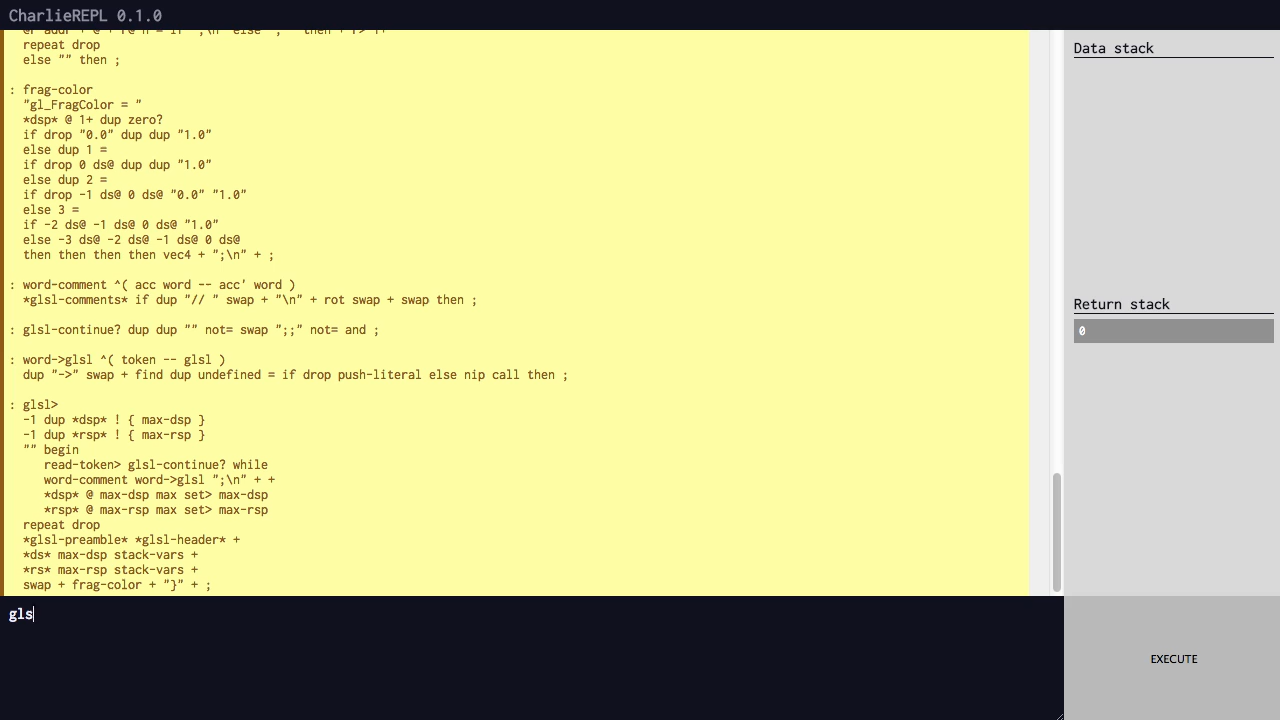 CharlieREPL 0.1.0
repeat drop
else "" then ;
: frag-color
"gl_FragColor = "
*dsp* @ 1+ dup zero?
if drop "0.0" dup dup "1.0"
else dup 1 =
if drop 0 ds@ dup dup "1.0"
else dup 2 =
if drop -1 ds@ 0 ds@ "0.0" "1.0"
else 3 =
if -2 ds@ -1 ds@ 0 ds@ "1.0"
else -3 ds@ -2 ds@ -1 ds@ 0 ds@
then then then then vec4 + ";\n" + ;
: word-comment ^( acc word -- acc' word )
*glsl-comments* if dup "// " swap + "\n" + rot swap + swap then ;
: glsl-continue? dup dup "" not= swap ";;" not= and ;
: word->glsl ^( token -- glsl )
dup "->" swap + find dup undefined = if drop push-literal else nip call then ;
: glsl>
-1 dup *dsp* ! { max-dsp }
-1 dup *rsp* ! { max-rsp }
"" begin
read-token> glsl-continue? while
word-comment word->glsl ";\n" + +
*dsp* @ max-dsp max set> max-dsp
*rsp* @ max-rsp max set> max-rsp
repeat drop
*glsl-preamble* *glsl-header* +
*ds* max-dsp stack-vars +
*rs* max-rsp stack-vars +
swap + frag-color + "}" + ;
gls
Data stack
Return stack
0
EXECUTE